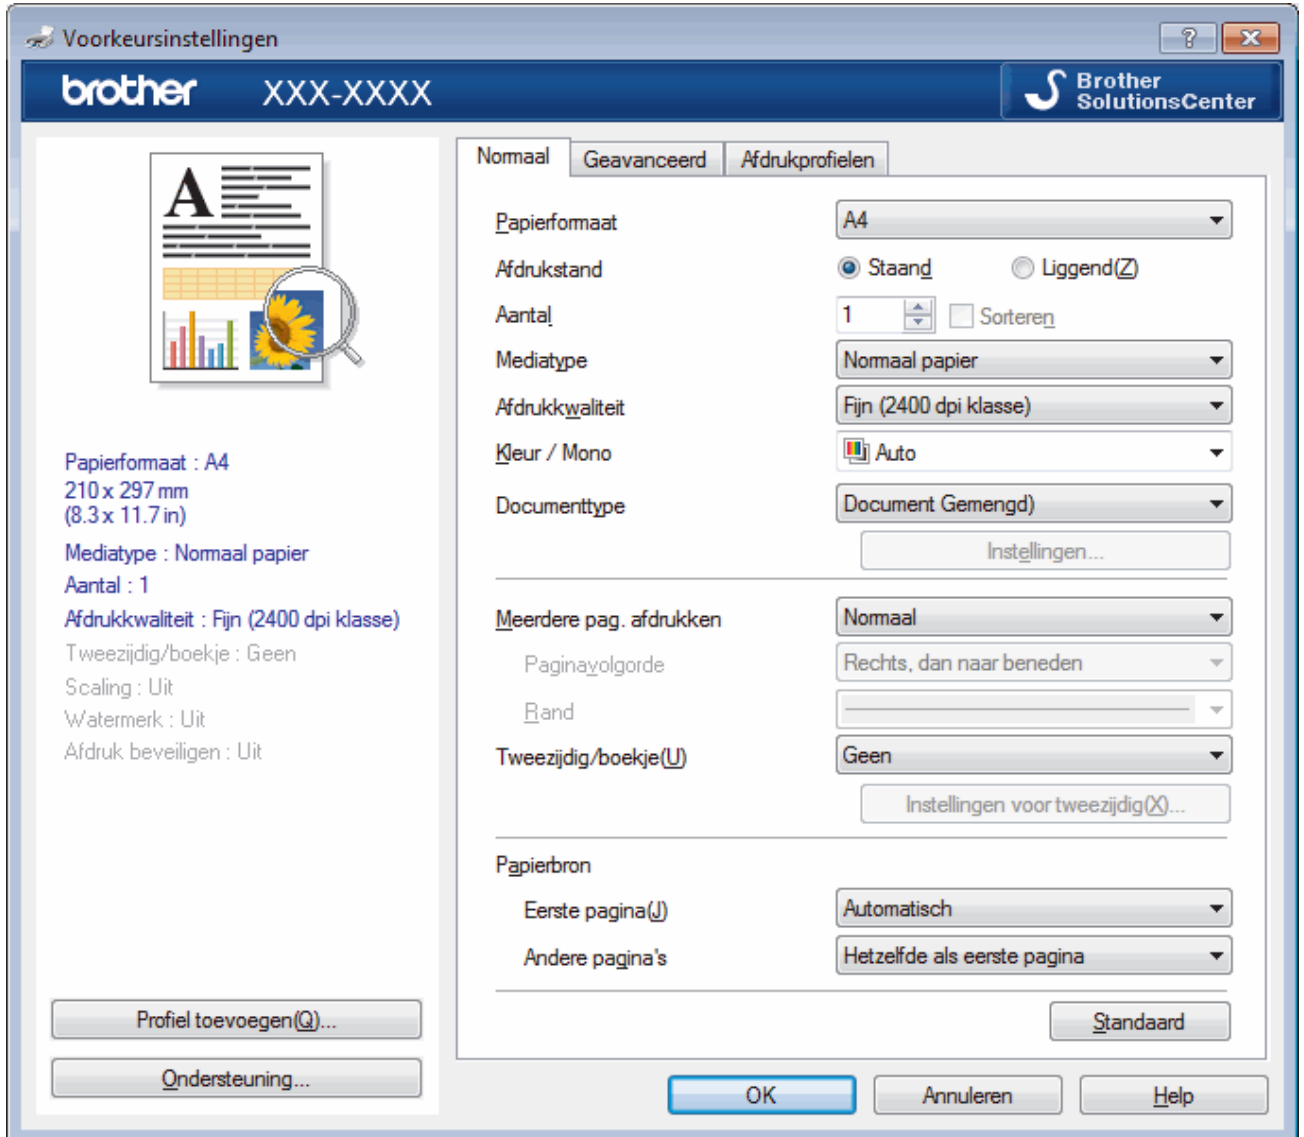 Voorkeursinstellingen
brother XXX-XXXX
Brother
SolutionsCenter
A
Papierformaat : A4
210 x 297 mm
(8.3 x 11.7 in)
Mediatype : Normaal papier
Aantal : 1
Afdrukkwaliteit : Fijn (2400 dpi klasse)
Tweezijdig/boekje : Geen
Scaling : Uit
Watermerk : Uit
Afdruk beveiligen : Uit
Profiel toevoegen(Q)...
Ondersteuning...
Normaal Geavanceerd Afdrukprofielen
Papierformaat A4
Afdrukstand Staand Liggend(Z)
Aantal 1 Sorteren
Mediatype Normaal papier
Afdrukkwaliteit Fijn (2400 dpi klasse)
Kleur / Mono Auto
Documenttype Document Gemengd)
Instellingen...
Meerdere pag. afdrukken Normaal
Paginavolgorde Rechts, dan naar beneden
Rand
Tweezijdig/boekje(U) Geen
Instellingen voor tweezijdig(X)...
Papierbron
Eerste pagina(J) Automatisch
Andere pagina's Hetzelfde als eerste pagina
Standaard
OK Annuleren Help